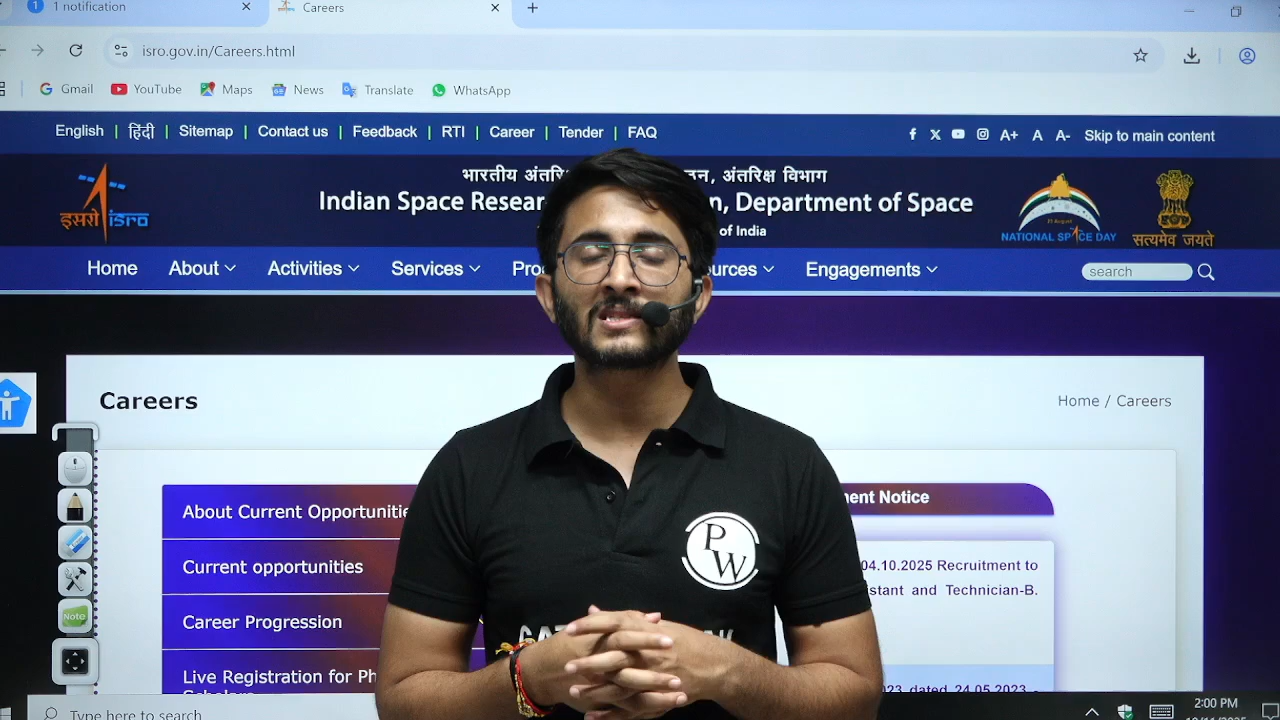 1 notification
Careers
isro.gov.in/Careers.html
Gmail YouTube Maps News Translate WhatsApp
English | हिंदी | Sitemap | Contact us | Feedback | RTI | Career | Tender | FAQ
A+ A A- Skip to main content
भारतीय अंतरि , अंतरिक्ष विभाग
Indian Space Resear n, Department of Space
of India
इसरो isro
NATIONAL SPACE DAY
सत्यमेव जयते
Home About Activities Services Pro ources Engagements
search
Careers
Home / Careers
About Current Opportunitie
ent Notice
Current opportunities
04.10.2025 Recruitment to
stant and Technician-B.
Career Progression
Live Registration for Ph
2023 dated 24.05.2023 -
Note
PW
Type here to search
2:00 PM